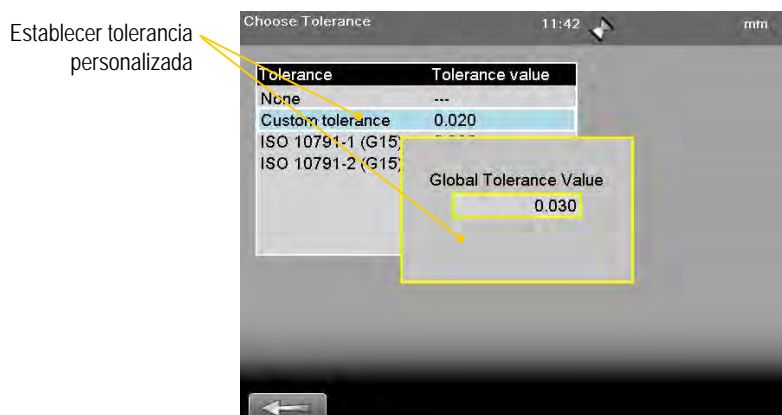 Establecer tolerancia
personalizada
Choose Tolerance 11:42 mm
Tolerance Tolerance value
None ---
Custom tolerance 0.020
ISO 10791-1 (G15)
ISO 10791-2 (G15)
Global Tolerance Value
0.030